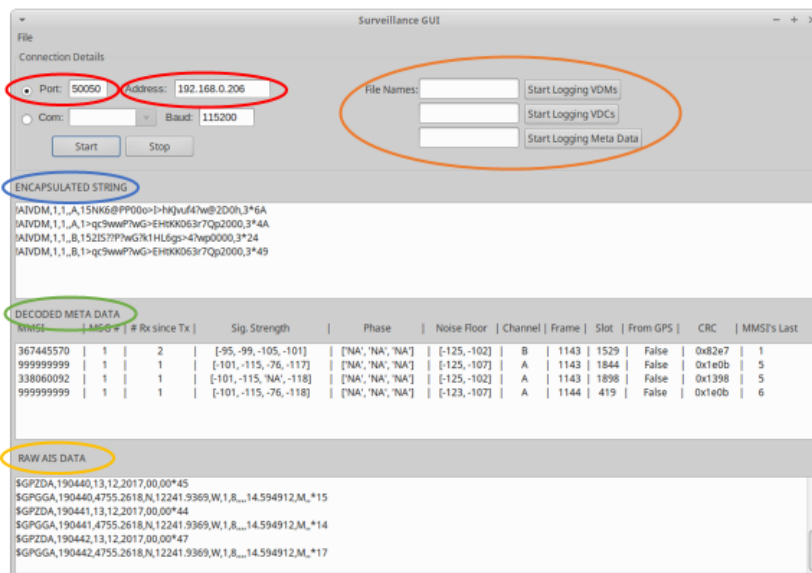 Surveillance GUI
File
Connection Details
Port: 50050 Address: 192.168.0.206
Com: Baud: 115200
Start Stop
File Names: Start Logging VDMs
Start Logging VDCs
Start Logging Meta Data
ENCAPSULATED STRING
!AIVDM,1,1,,A,15NK6@PP00o>I>hKJvuf4?w@2D0h,3*6A
!AIVDM,1,1,,A,1>qc9wwP?wG>EHtKK063r7Qp2000,3*4A
!AIVDM,1,1,,B,152IS??P?wG?k1HL6gs>4?wp0000,3*24
!AIVDM,1,1,,B,1>qc9wwP?wG>EHtKK063r7Qp2000,3*49
DECODED META DATA
MMSI | MSG # | # Rx since Tx | Sig. Strength | Phase | Noise Floor | Channel | Frame | Slot | From GPS | CRC | MMSI's Last
367445570 | 1 | 2 [-95, -99, -105, -101] | ['NA', 'NA', 'NA'] | [-125, -102] | B | 1143 | 1529 | False | 0x82e7 | 1
999999999 | 1 | 1 [-101, -115, -76, -117] | ['NA', 'NA', 'NA'] | [-125, -107] | A | 1143 | 1844 | False | 0x1e0b | 5
338060092 | 1 | 1 [-101, -115, 'NA', -118] | ['NA', 'NA', 'NA'] | [-125, -102] | A | 1143 | 1898 | False | 0x1398 | 5
999999999 | 1 | 1 [-101, -115, -76, -118] | ['NA', 'NA', 'NA'] | [-123, -107] | A | 1144 | 419 | False | 0x1e0b | 6
RAW AIS DATA
$GPZDA,190440,13,12,2017,00,00*45
$GPGGA,190440,4755.2618,N,12241.9369,W,1,8,,,,14.594912,M,,*15
$GPZDA,190441,13,12,2017,00,00*44
$GPGGA,190441,4755.2618,N,12241.9369,W,1,8,,,,14.594912,M,,*14
$GPZDA,190442,13,12,2017,00,00*47
$GPGGA,190442,4755.2618,N,12241.9369,W,1,8,,,,14.594912,M,,*17